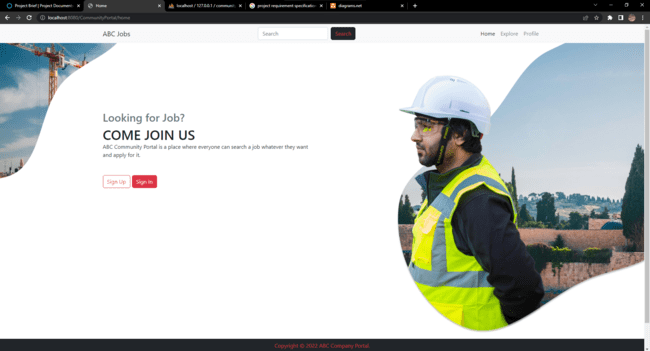 Project Brief | Project Documen
Home
localhost / 127.0.0.1 / communi
project requirement specification
diagrams.net
localhost:8080/CommunityPortal/home
ABC Jobs
Search
Search
Home
Explore
Profile
Looking for Job?
COME JOIN US
ABC Community Portal is a place where everyone can search a job whatever they want
and apply for it.
Sign Up
Sign In
Copyright © 2022 ABC Company Portal